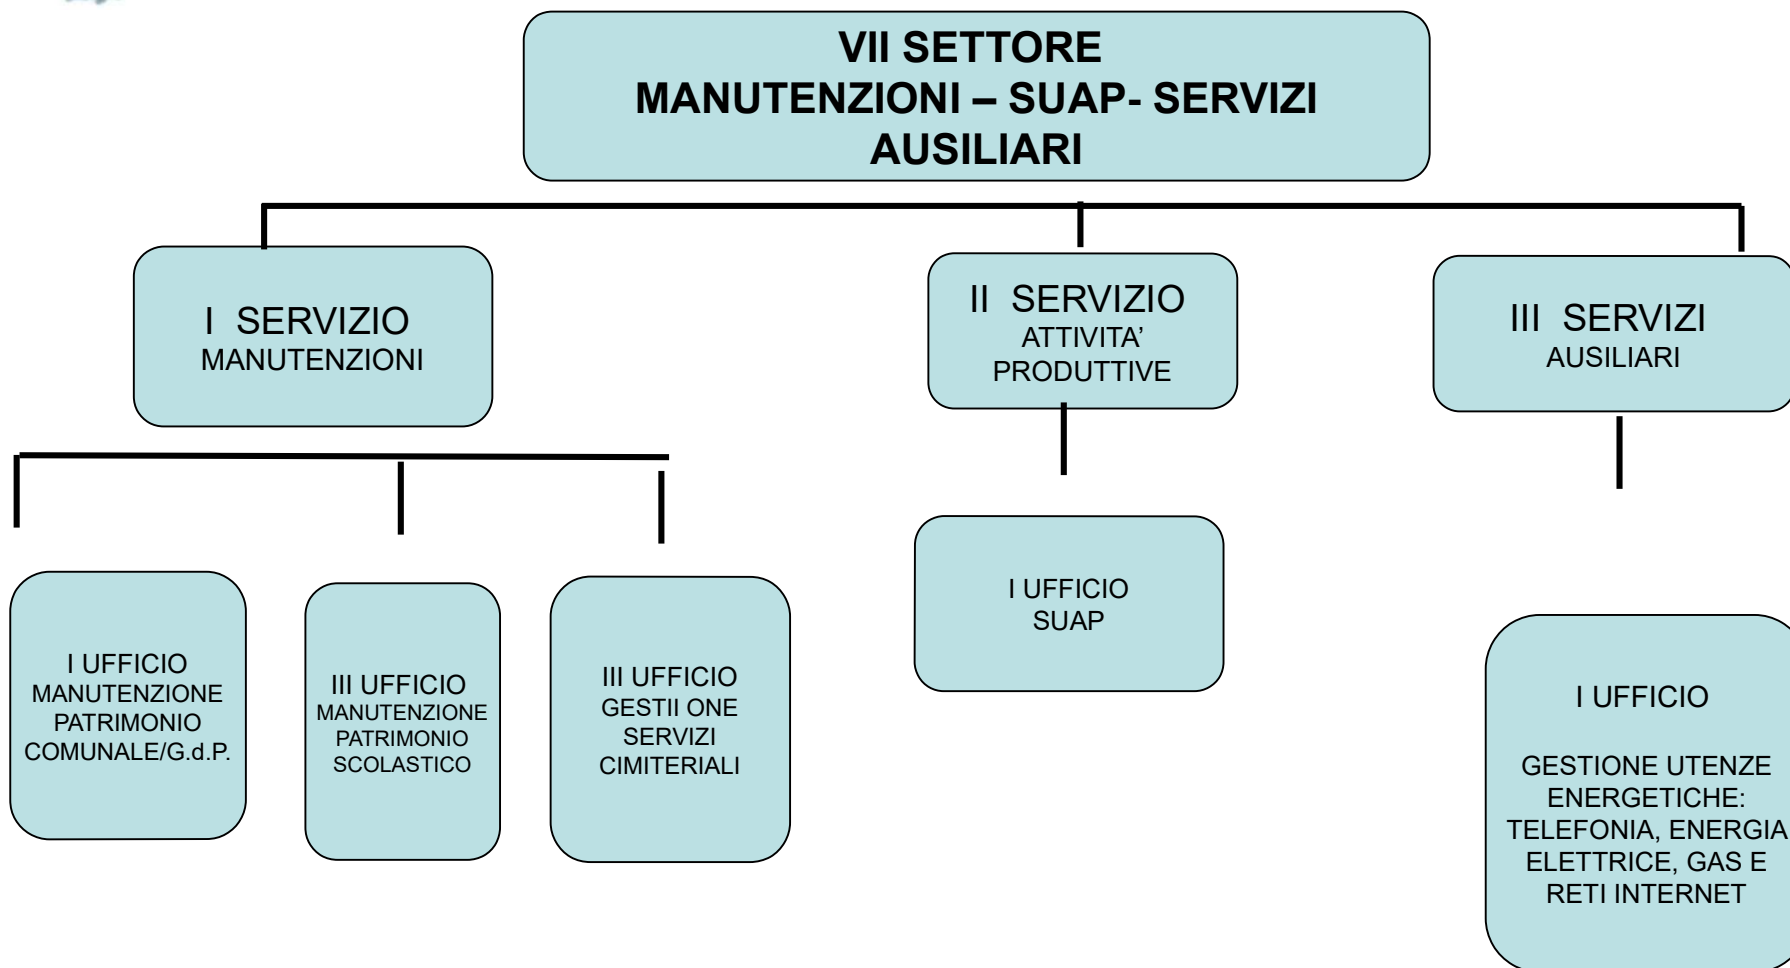 VII SETTORE
MANUTENZIONI – SUAP- SERVIZI
AUSILIARI
I SERVIZIO
MANUTENZIONI
II SERVIZIO
ATTIVITA’
PRODUTTIVE
III SERVIZI
AUSILIARI
I UFFICIO
MANUTENZIONE
PATRIMONIO
COMUNALE/G.d.P.
III UFFICIO
MANUTENZIONE
PATRIMONIO
SCOLASTICO
III UFFICIO
GESTII ONE
SERVIZI
CIMITERIALI
I UFFICIO
SUAP
I UFFICIO
GESTIONE UTENZE
ENERGETICHE:
TELEFONIA, ENERGIA
ELETTRICE, GAS E
RETI INTERNET